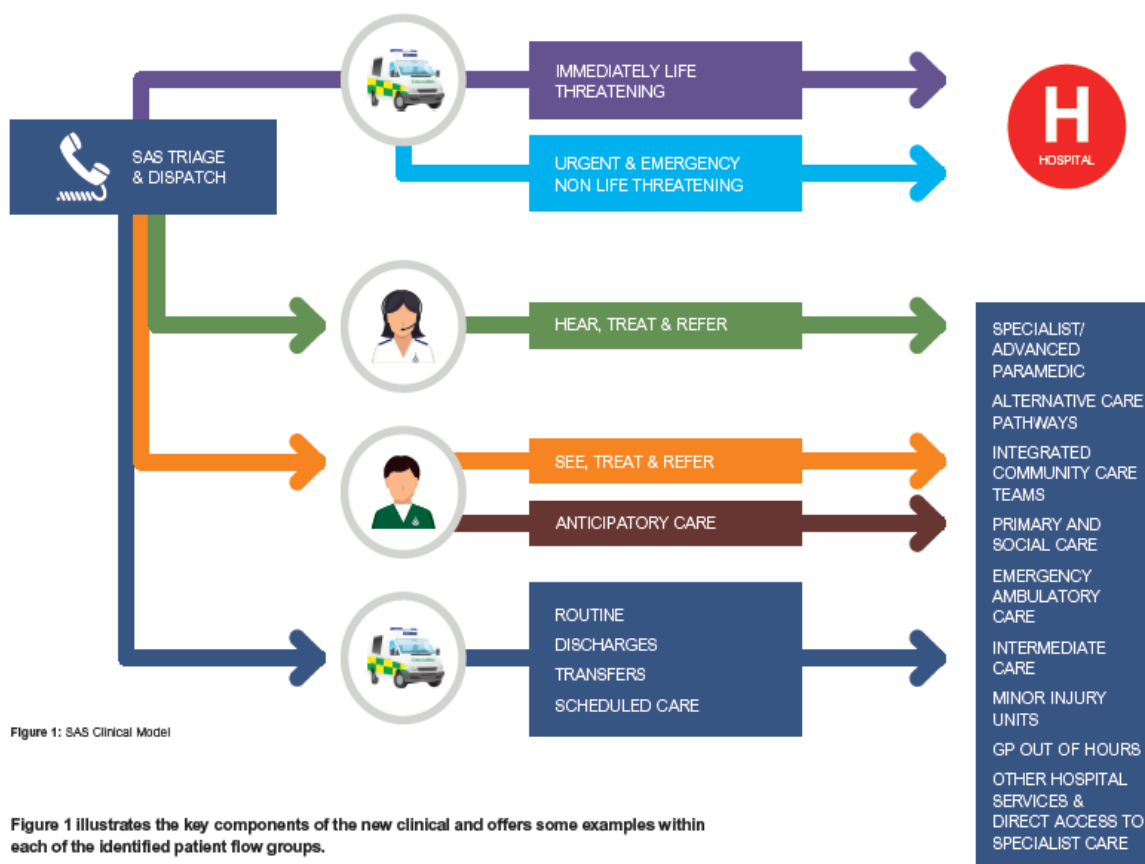 SAS TRIAGE
& DISPATCH
IMMEDIATELY LIFE
THREATENING
URGENT & EMERGENCY
NON LIFE THREATENING
H
HOSPITAL
HEAR, TREAT & REFER
SEE, TREAT & REFER
ANTICIPATORY CARE
ROUTINE
DISCHARGES
TRANSFERS
SCHEDULED CARE
SPECIALIST/
ADVANCED
PARAMEDIC
ALTERNATIVE CARE
PATHWAYS
INTEGRATED
COMMUNITY CARE
TEAMS
PRIMARY AND
SOCIAL CARE
EMERGENCY
AMBULATORY
CARE
INTERMEDIATE
CARE
MINOR INJURY
UNITS
GP OUT OF HOURS
OTHER HOSPITAL
SERVICES &
DIRECT ACCESS TO
SPECIALIST CARE
Figure 1: SAS Clinical Model
Figure 1 illustrates the key components of the new clinical and offers some examples within
each of the identified patient flow groups.